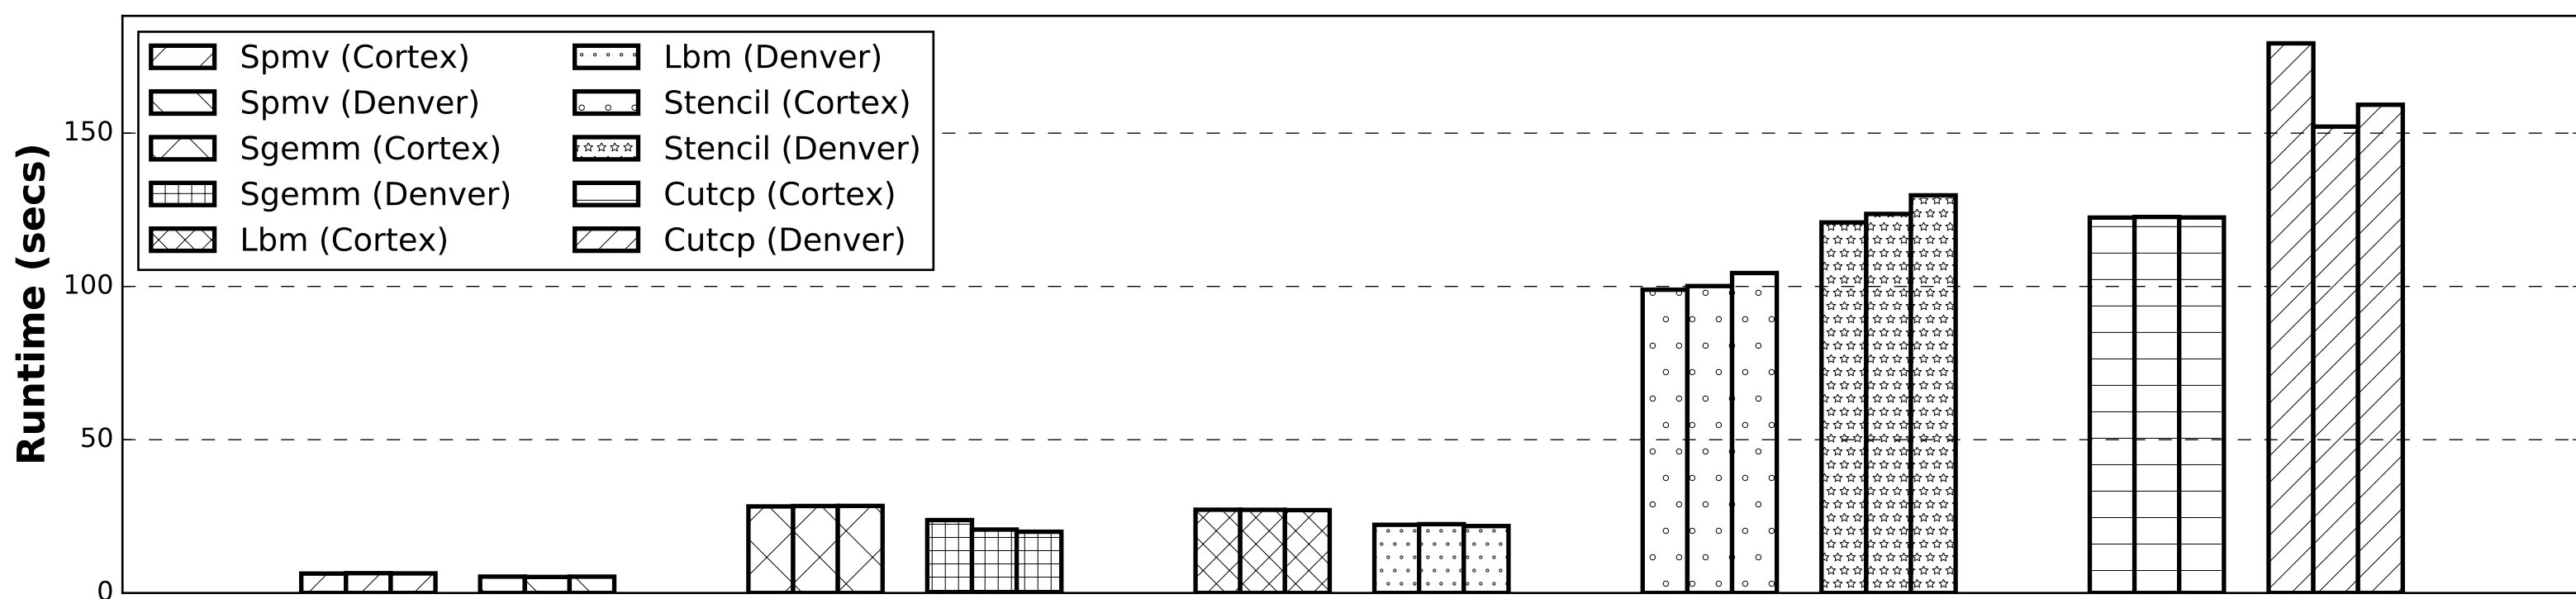 Runtime (secs)
150
100
50
0
Spmv (Cortex)
Spmv (Denver)
Sgemm (Cortex)
Sgemm (Denver)
Lbm (Cortex)
Lbm (Denver)
Stencil (Cortex)
Stencil (Denver)
Cutcp (Cortex)
Cutcp (Denver)